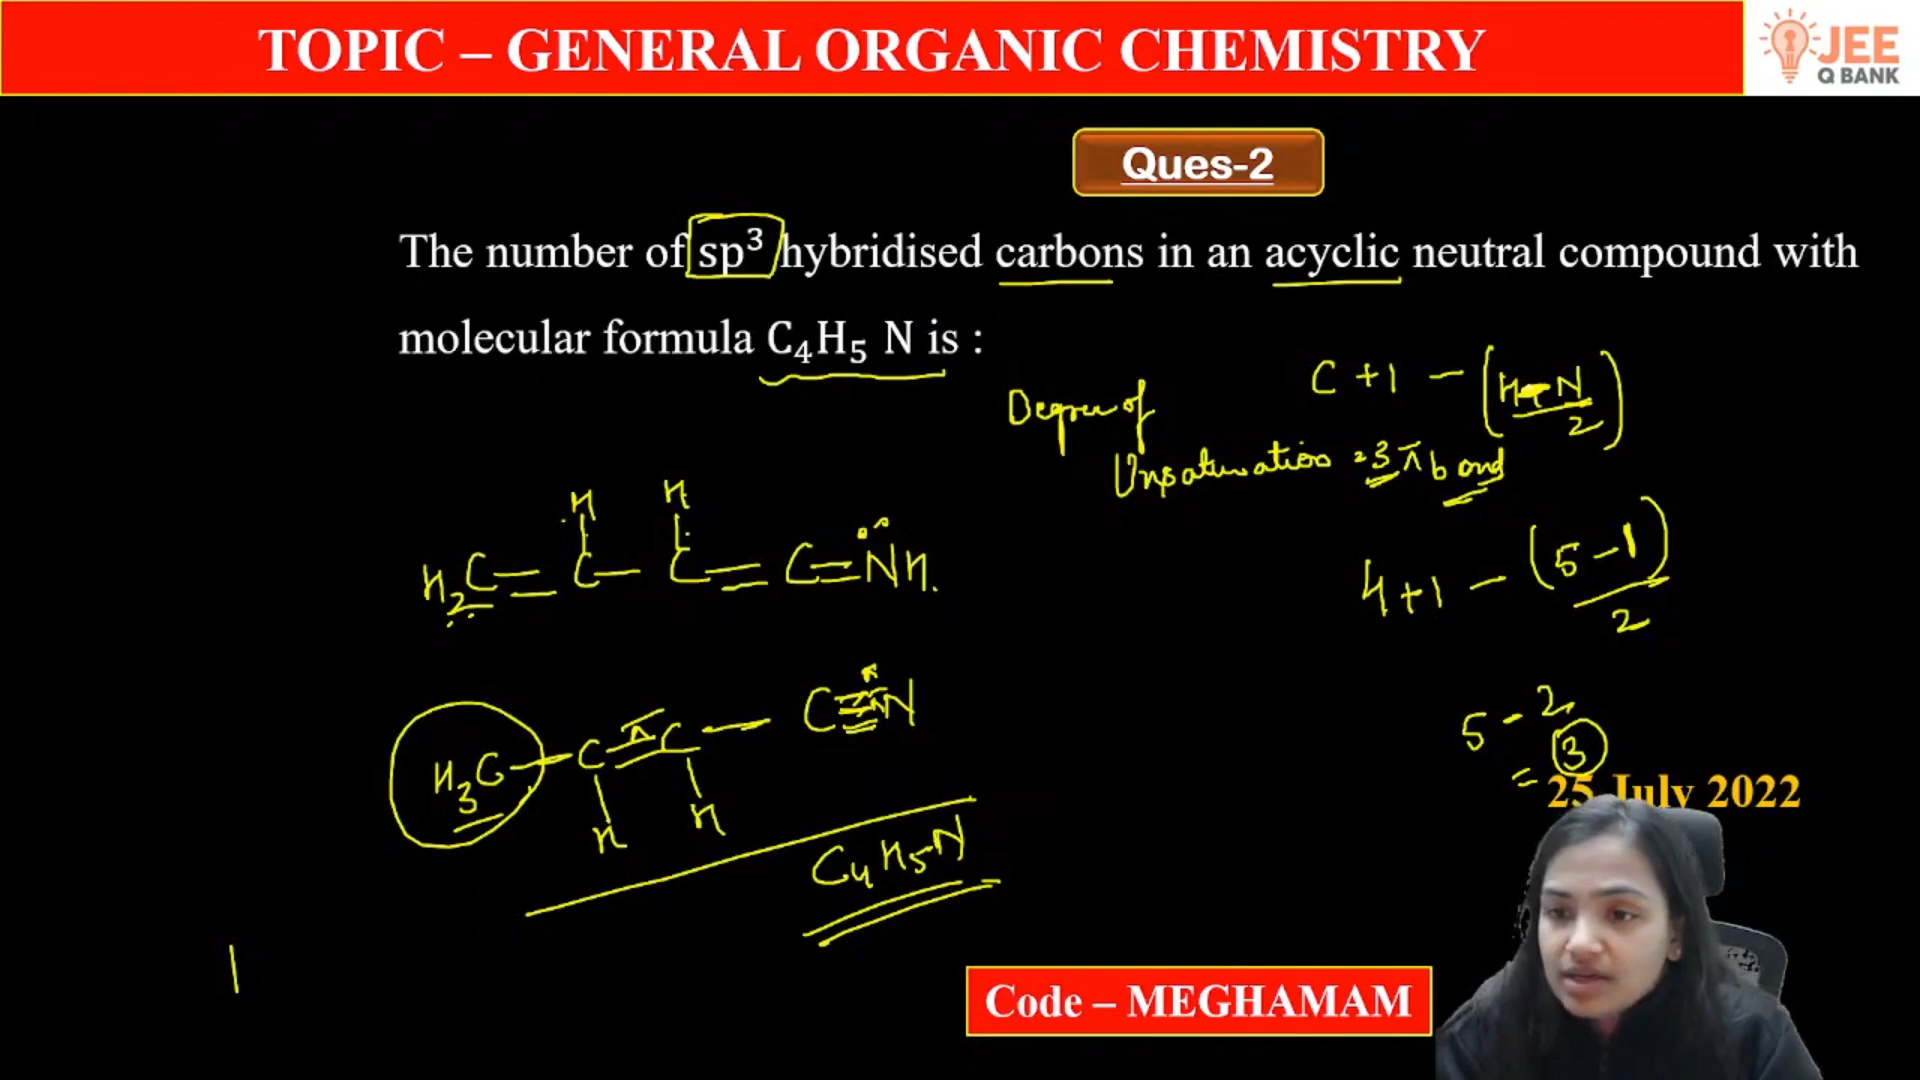 TOPIC – GENERAL ORGANIC CHEMISTRY
JEE
Q BANK
Ques-2
The number of sp³ hybridised carbons in an acyclic neutral compound with
molecular formula C₄H₅ N is :
Degree of
Unsaturation = 3 π bond
C + 1 − (H − N / 2)
4 + 1 − (5 − 1) / 2
5 - 2
= 3
H H
H₂C = C − C = C = NH
H₃C − C = C − C ≡ N
π
H H
C₄H₅N
25 July 2022
Code – MEGHAMAM